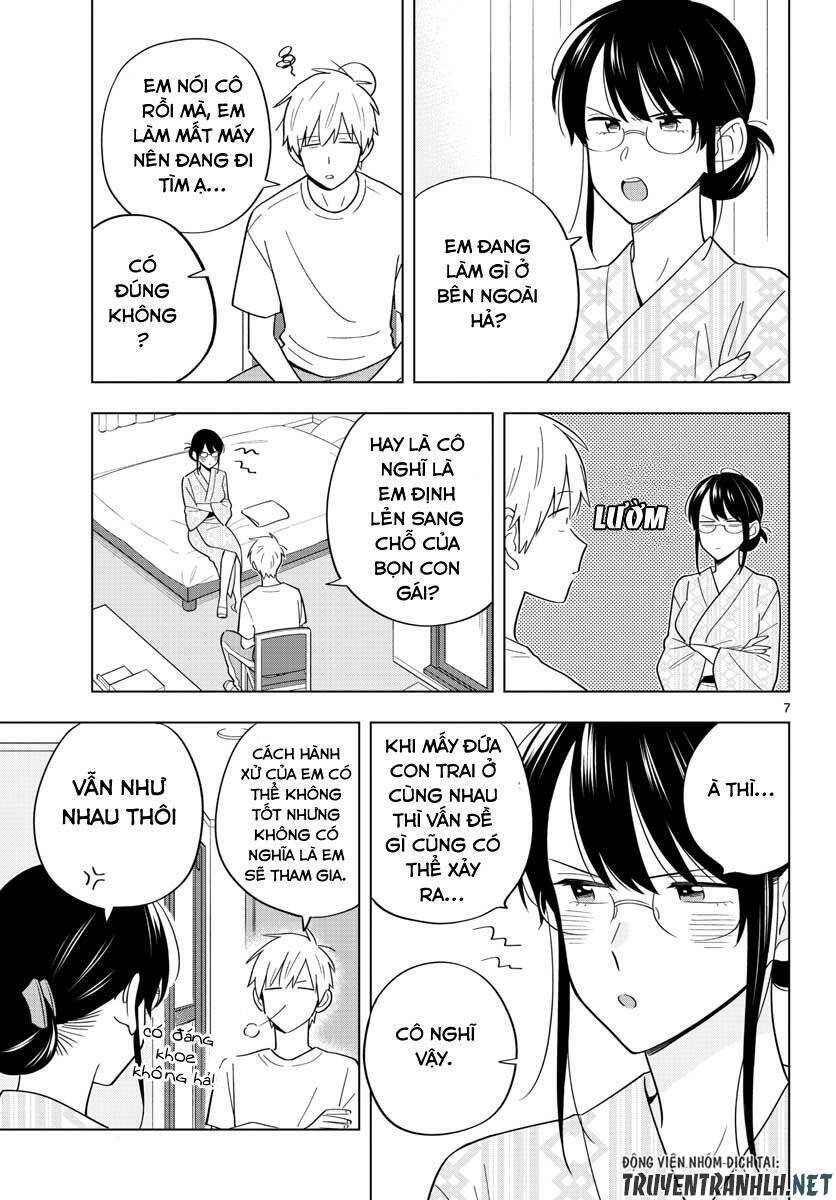 EM ĐANG
LÀM GÌ Ở
BÊN NGOÀI
HẢ?
EM NÓI CÔ
RỒI MÀ, EM
LÀM MẤT MÁY
NÊN ĐANG ĐI
TÌM Ạ...
CÓ
ĐÚNG
KHÔNG
?
LƯỜM
HAY LÀ CÔ
NGHĨ LÀ
EM ĐỊNH
LẺN SANG
CHỖ CỦA
BỌN CON
GÁI?
7
À THÌ...
KHI MẤY ĐỨA
CON TRAI Ở
CÙNG NHAU
THÌ VẤN ĐỀ
GÌ CŨNG CÓ
THỂ XẢY
RA...
CÔ NGHĨ
VẬY.
CÁCH HÀNH
XỬ CỦA EM CÓ
THỂ KHÔNG
TỐT NHƯNG
KHÔNG CÓ
NGHĨA LÀ EM
SẼ THAM GIA.
VẪN NHƯ
NHAU THÔI
có đáng
khoe
không hả!
ĐỘNG VIÊN NHÓM DỊCH TẠI:
TRUYENTRANHLH.NET